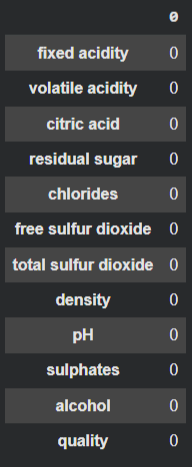 0
fixed acidity 0
volatile acidity 0
citric acid 0
residual sugar 0
chlorides 0
free sulfur dioxide 0
total sulfur dioxide 0
density 0
pH 0
sulphates 0
alcohol 0
quality 0